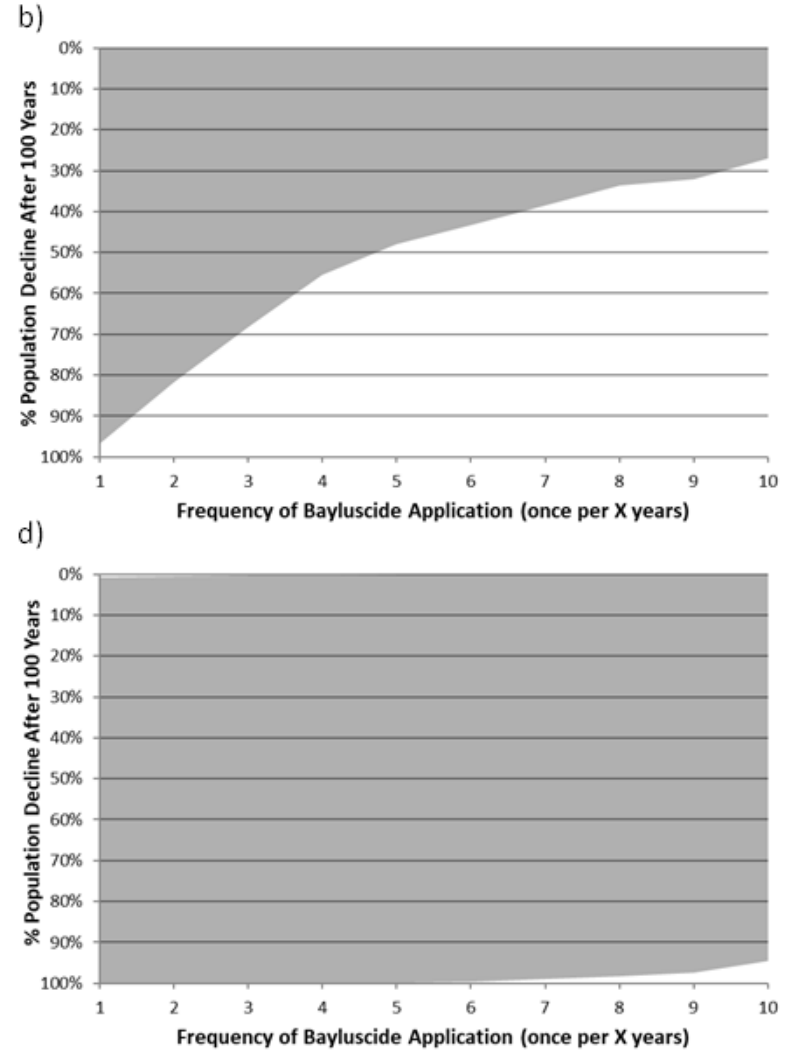 b)
% Population Decline After 100 Years
0%
10%
20%
30%
40%
50%
60%
70%
80%
90%
100%
1 2 3 4 5 6 7 8 9 10
Frequency of Bayluscide Application (once per X years)
d)
% Population Decline After 100 Years
0%
10%
20%
30%
40%
50%
60%
70%
80%
90%
100%
1 2 3 4 5 6 7 8 9 10
Frequency of Bayluscide Application (once per X years)